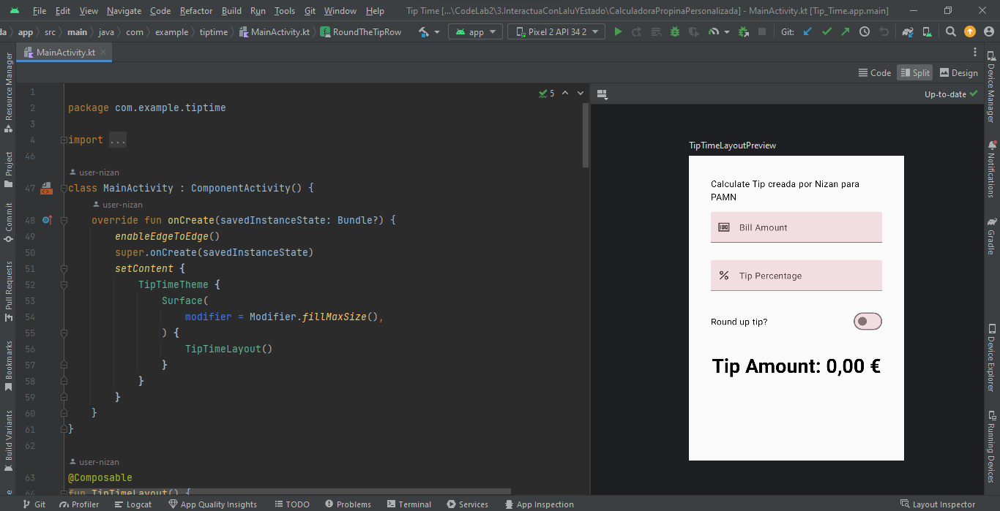 File Edit View Navigate Code Refactor Build Run Tools Git Window Help Tip Time [...\CodeLab2\3.InteractuaConLaIuYEstado\CalculadoraPropinaPersonalizada] - MainActivity.kt [Tip_Time.app.main]
da app src main java com example tiptime MainActivity.kt RoundTheTipRow app Pixel 2 API 34 2 Git:
MainActivity.kt
Code Split Design
Resource Manager
Project
Commit
Pull Requests
Bookmarks
Build Variants
5
Up-to-date
1
2 package com.example.tiptime
3
4 import ...
46
user-nizan
47 class MainActivity : ComponentActivity() {
user-nizan
48 override fun onCreate(savedInstanceState: Bundle?) {
49 enableEdgeToEdge()
50 super.onCreate(savedInstanceState)
51 setContent {
52 TipTimeTheme {
53 Surface(
54 modifier = Modifier.fillMaxSize(),
55 ) {
56 TipTimeLayout()
57 }
58 }
59 }
60 }
61 }
62
user-nizan
63 @Composable
64 fun TipTimeLayout() {
TipTimeLayoutPreview
Calculate Tip creada por Nizan para
PAMN
Bill Amount
Tip Percentage
Round up tip?
Tip Amount: 0,00 €
Device Manager
Notifications
Gradle
Device Explorer
Running Devices
Git Profiler Logcat App Quality Insights TODO Problems Terminal Services App Inspection Layout Inspector